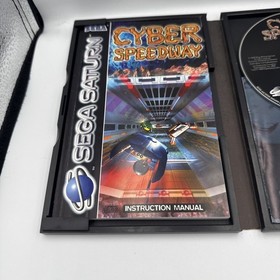 SEGA
CYBER
SPEEDWAY
SEGA SATURN
INSTRUCTION MANUAL